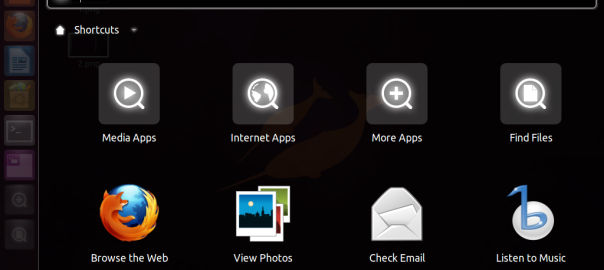 Shortcuts
Media Apps
Internet Apps
More Apps
Find Files
Browse the Web
View Photos
Check Email
Listen to Music